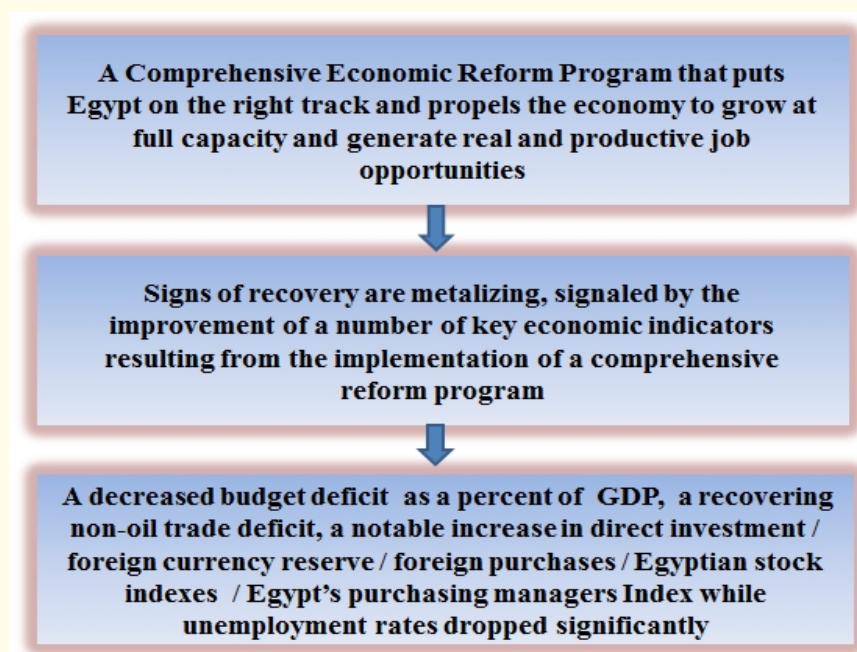 A Comprehensive Economic Reform Program that puts
Egypt on the right track and propels the economy to grow at
full capacity and generate real and productive job
opportunities
Signs of recovery are metalizing, signaled by the
improvement of a number of key economic indicators
resulting from the implementation of a comprehensive
reform program
A decreased budget deficit as a percent of GDP, a recovering
non-oil trade deficit, a notable increase in direct investment /
foreign currency reserve / foreign purchases / Egyptian stock
indexes / Egypt’s purchasing managers Index while
unemployment rates dropped significantly